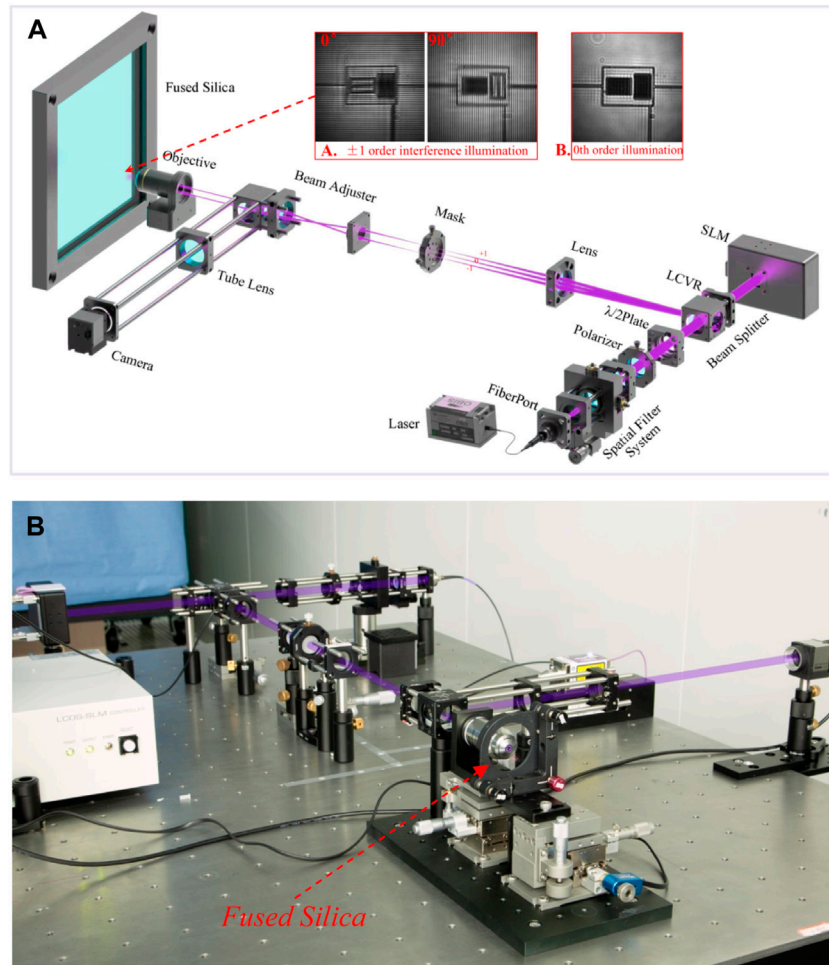 A
0°
90°
Fused Silica
A. ±1 order interference illumination
B. 0th order illumination
Objective
Beam Adjuster
Mask
SLM
+1
0
-1
Lens
LCVR
Tube Lens
λ/2Plate
Beam Splitter
Polarizer
Camera
FiberPort
Laser
Spatial Filter
System
B
LCOS-SLM CONTROLLER
Fused Silica